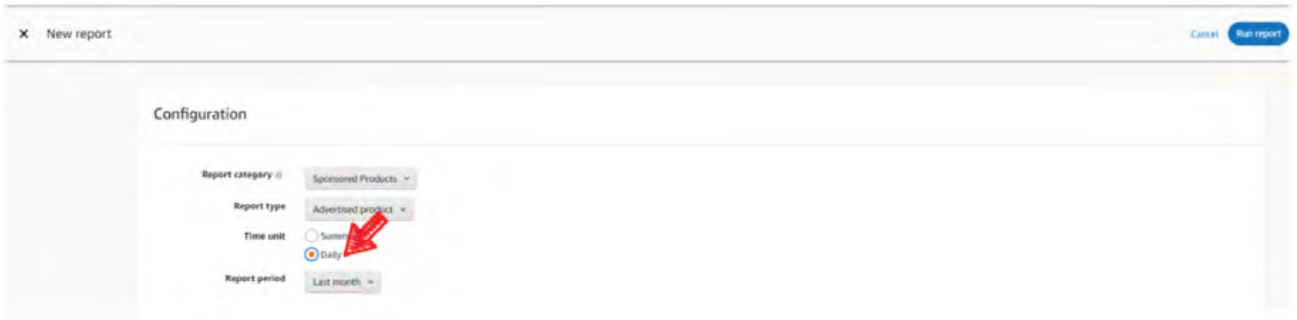 New report
Cancel Run report
Configuration
Report category Sponsored Products
Report type Advertised product
Time unit Summ
Daily
Report period Last month